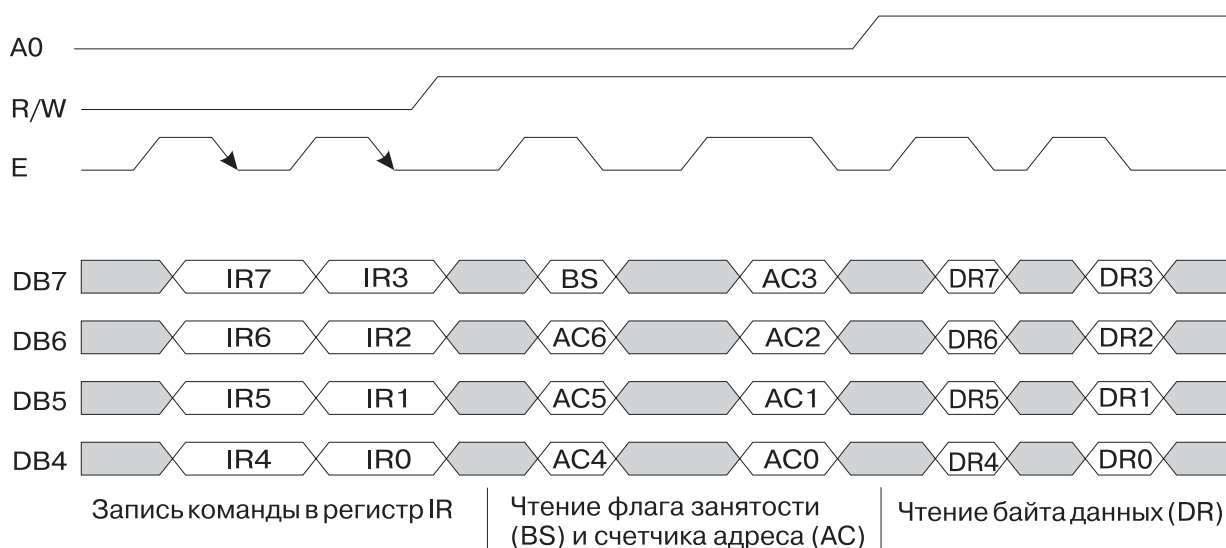 A0
R/W
E
DB7 IR7 IR3 BS AC3 DR7 DR3
DB6 IR6 IR2 AC6 AC2 DR6 DR2
DB5 IR5 IR1 AC5 AC1 DR5 DR1
DB4 IR4 IR0 AC4 AC0 DR4 DR0
Запись команды в регистр IR
Чтение флага занятости
(BS) и счетчика адреса (AC)
Чтение байта данных (DR)